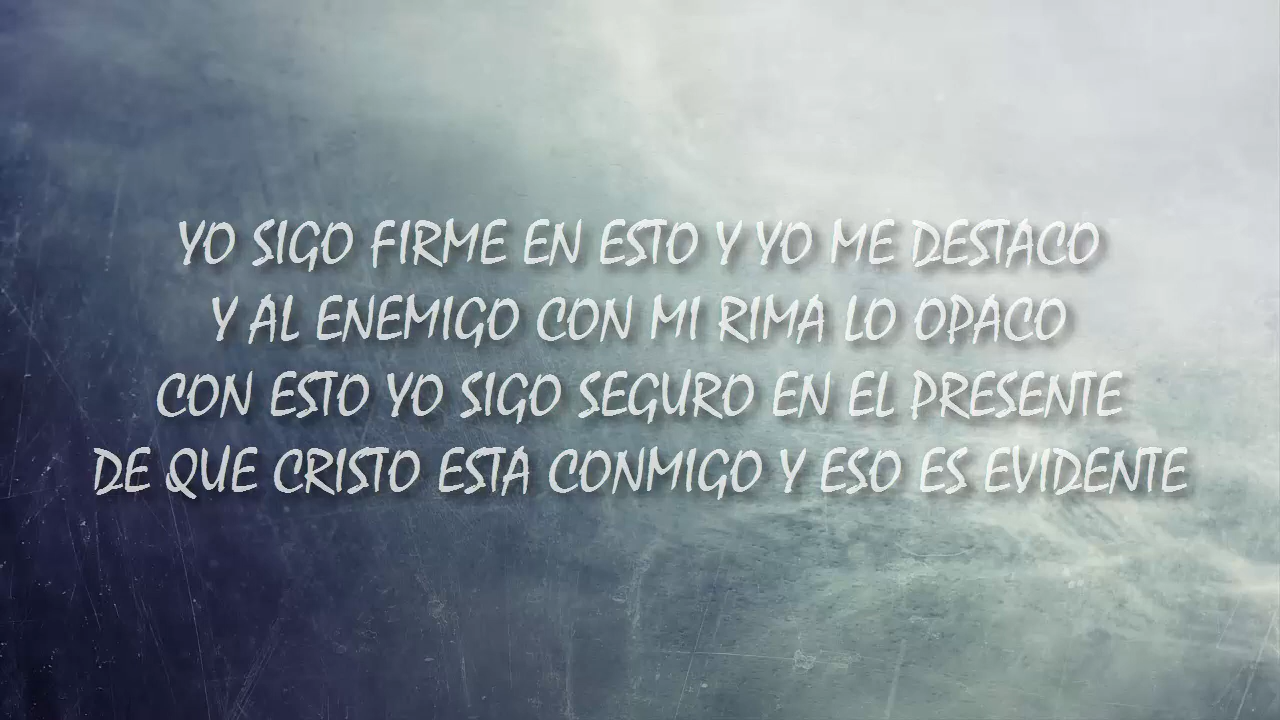 YO SIGO FIRME EN ESTO Y YO ME DESTACO
Y AL ENEMIGO CON MI RIMA LO OPACO
CON ESTO YO SIGO SEGURO EN EL PRESENTE
DE QUE CRISTO ESTA CONMIGO Y ESO ES EVIDENTE